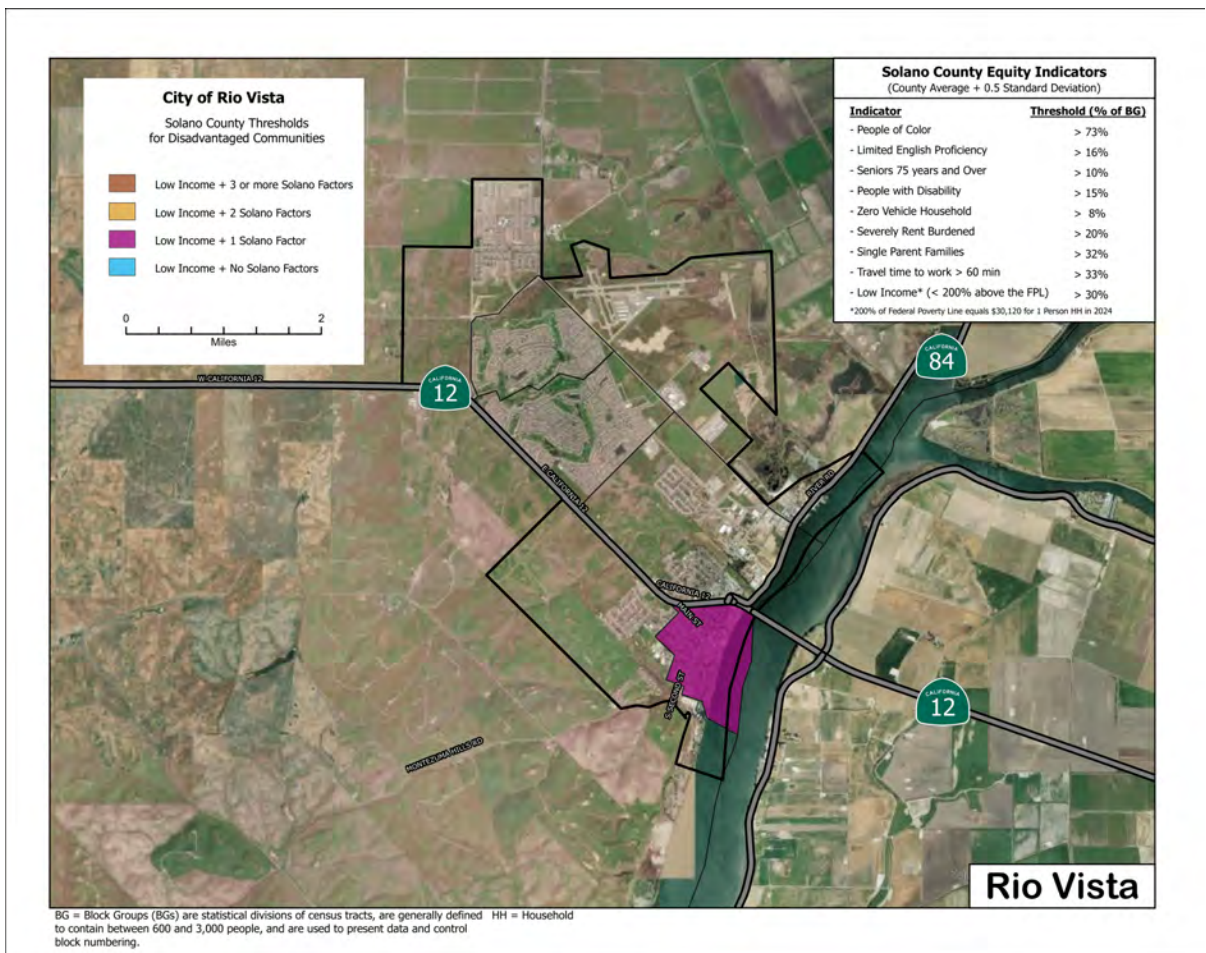 City of Rio Vista
Solano County Thresholds
for Disadvantaged Communities
Low Income + 3 or more Solano Factors
Low Income + 2 Solano Factors
Low Income + 1 Solano Factor
Low Income + No Solano Factors
0 2
Miles
Solano County Equity Indicators
(County Average + 0.5 Standard Deviation)
Indicator Threshold (% of BG)
- People of Color > 73%
- Limited English Proficiency > 16%
- Seniors 75 years and Over > 10%
- People with Disability > 15%
- Zero Vehicle Household > 8%
- Severely Rent Burdened > 20%
- Single Parent Families > 32%
- Travel time to work > 60 min > 33%
- Low Income* (< 200% above the FPL) > 30%
*200% of Federal Poverty Line equals $30,120 for 1 Person HH in 2024
CALIFORNIA
84
W CALIFORNIA 12
CALIFORNIA
12
E CALIFORNIA 12
RIVER RD
CALIFORNIA 12
MAIN ST
S SECOND ST
CALIFORNIA
12
MONTEZUMA HILLS RD
Rio Vista
BG = Block Groups (BGs) are statistical divisions of census tracts, are generally defined HH = Household
to contain between 600 and 3,000 people, and are used to present data and control
block numbering.